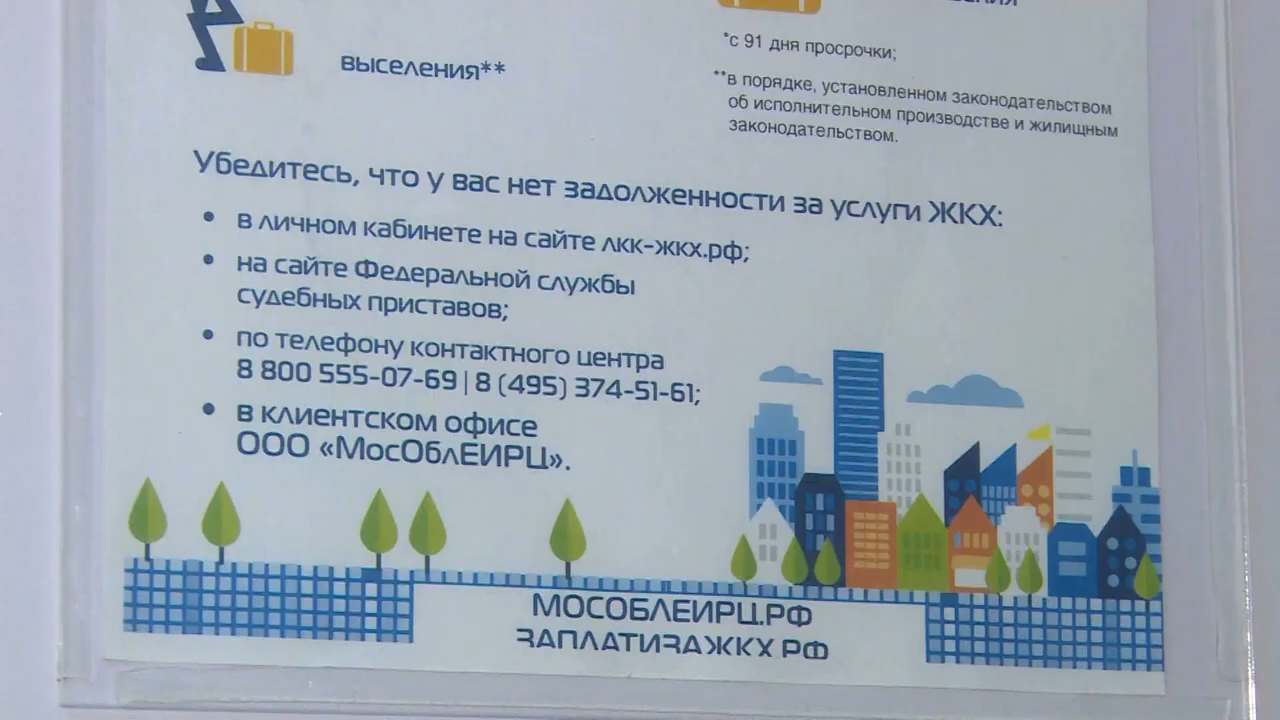 выселения**
*с 91 дня просрочки;
**в порядке, установленном законодательством
об исполнительном производстве и жилищным
законодательством.
Убедитесь, что у вас нет задолженности за услуги ЖКХ:
• в личном кабинете на сайте лкк-жкх.рф;
• на сайте Федеральной службы
судебных приставов;
• по телефону контактного центра
8 800 555-07-69 | 8 (495) 374-51-61;
• в клиентском офисе
ООО «МосОблЕИРЦ».
МОСОБЛЕИРЦ.РФ
ЗАПЛАТИЗАЖКХ.РФ